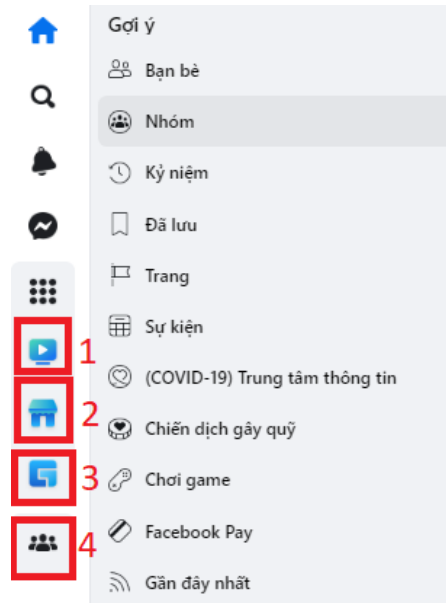 Gợi ý
Bạn bè
Nhóm
Kỷ niệm
Đã lưu
Trang
Sự kiện
1
(COVID-19) Trung tâm thông tin
2
Chiến dịch gây quỹ
3
Chơi game
4
Facebook Pay
Gần đây nhất